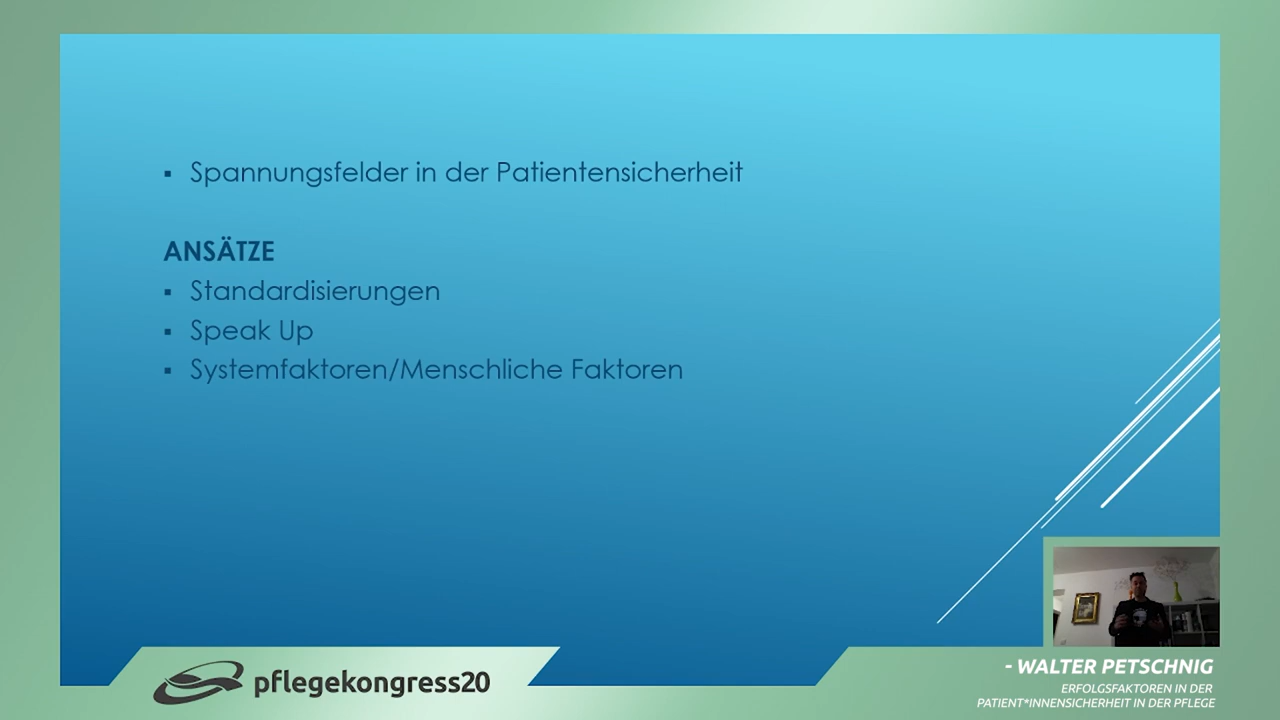 Spannungsfelder in der Patientensicherheit
ANSÄTZE
Standardisierungen
Speak Up
Systemfaktoren/Menschliche Faktoren
pflegekongress20
- WALTER PETSCHNIG
ERFOLGSFAKTOREN IN DER
PATIENT*INNENSICHERHEIT IN DER PFLEGE